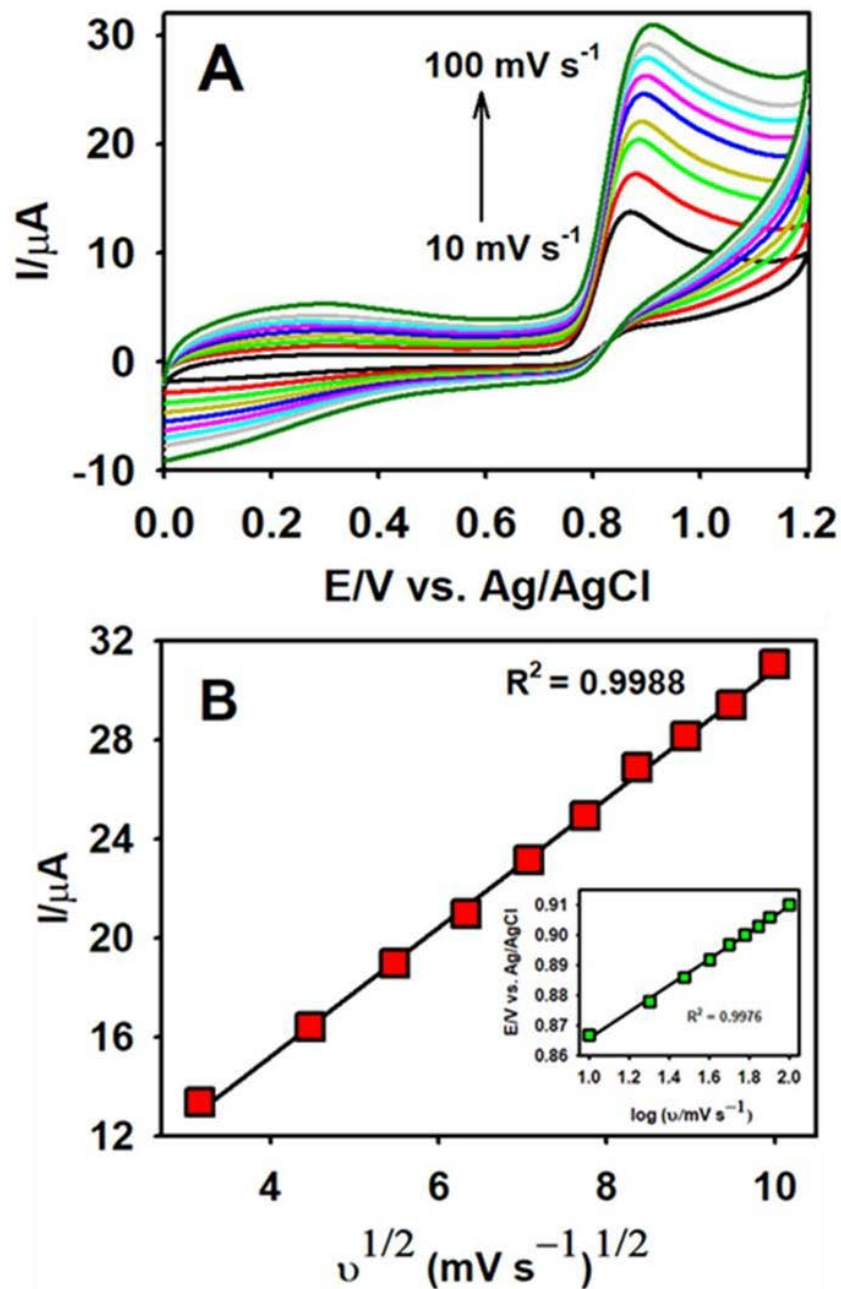 A
100 mV s⁻¹
10 mV s⁻¹
30
20
10
0
-10
I/μA
0.0 0.2 0.4 0.6 0.8 1.0 1.2
E/V vs. Ag/AgCl
B
R² = 0.9988
32
28
24
20
16
12
I/μA
0.91
0.90
0.89
0.88
0.87
0.86
E/V vs. Ag/AgCl
R² = 0.9976
1.0 1.2 1.4 1.6 1.8 2.0
log (υ/mV s⁻¹)
4 6 8 10
υ^1/2 (mV s⁻¹)^1/2